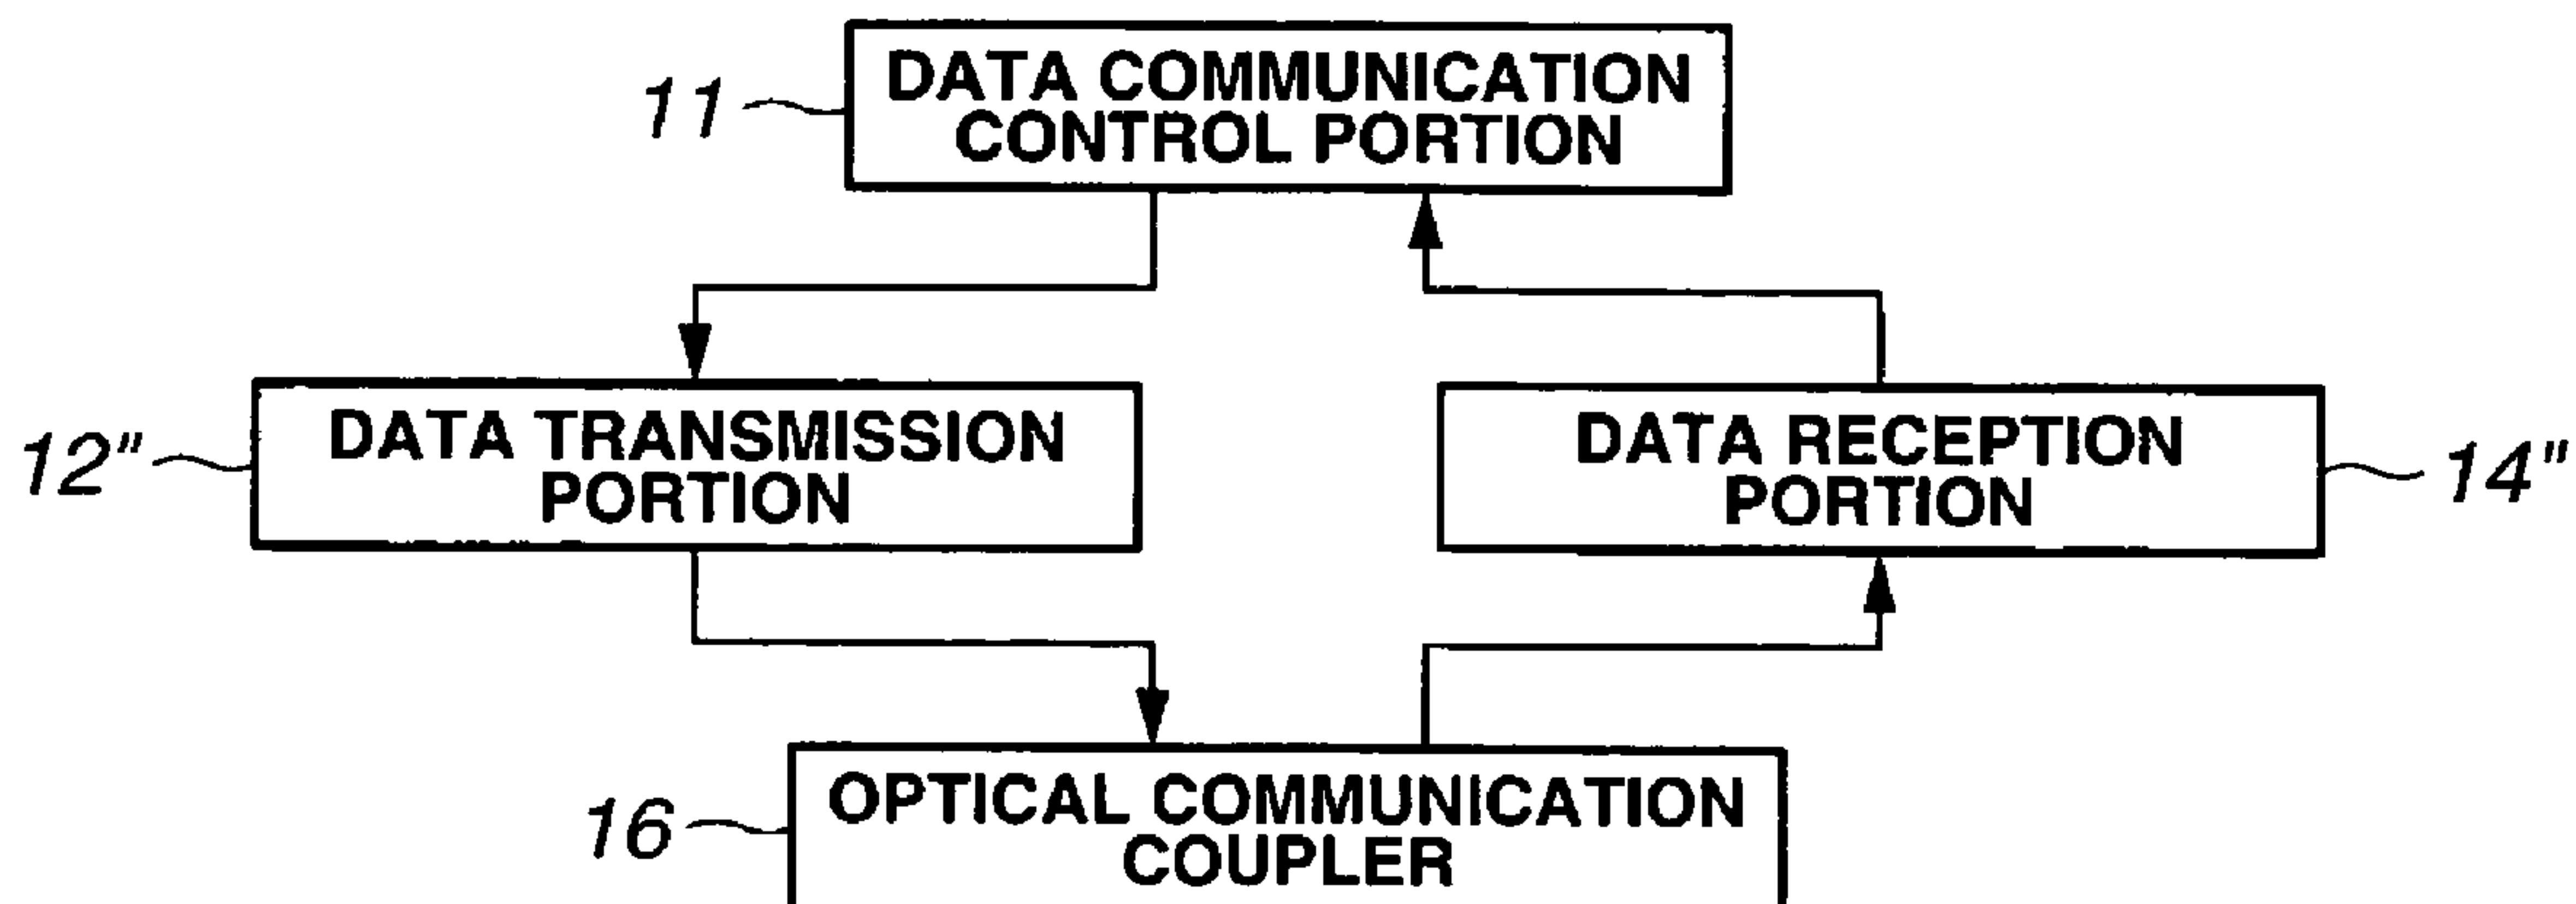 11
DATA COMMUNICATION
CONTROL PORTION
12"
DATA TRANSMISSION
PORTION
DATA RECEPTION
PORTION
14"
16
OPTICAL COMMUNICATION
COUPLER